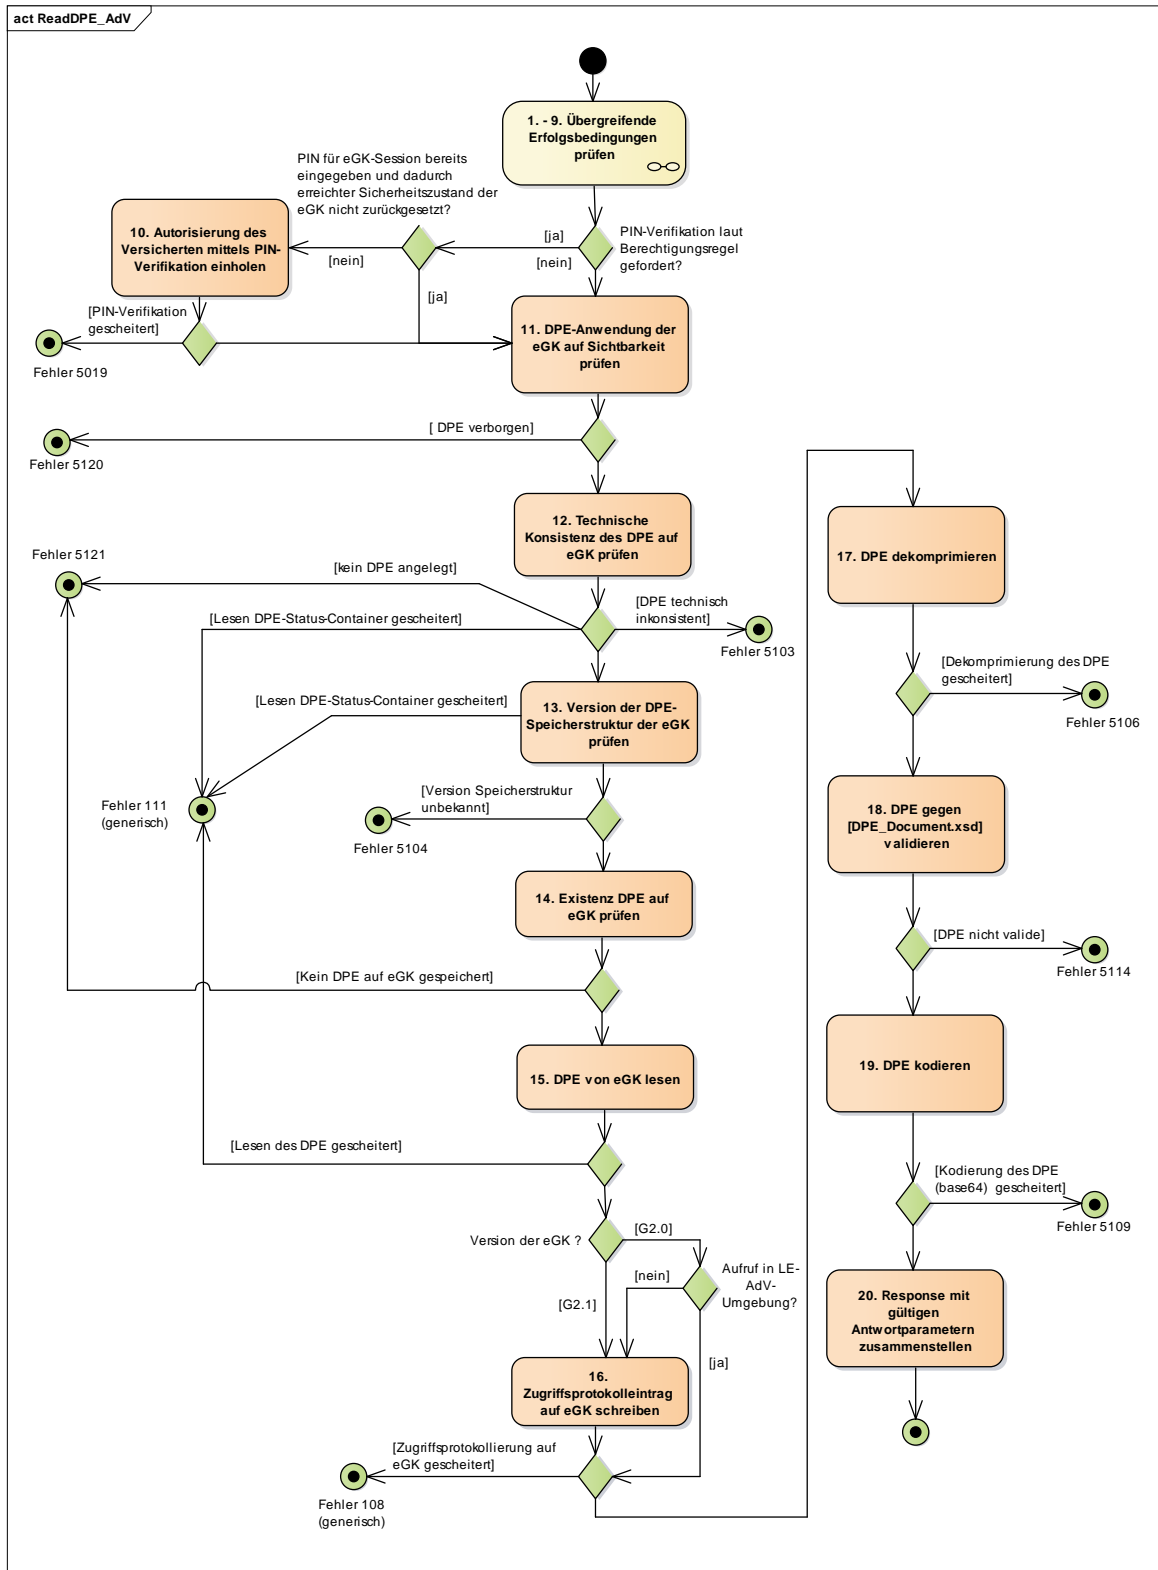 act ReadDPE_AdV
1. - 9. Übergreifende
Erfolgsbedingungen
prüfen
PIN für eGK-Session bereits
eingegeben und dadurch
erreichter Sicherheitszustand der
eGK nicht zurückgesetzt?
10. Autorisierung des
Versicherten mittels PIN-
Verifikation einholen
[nein]
[ja]
[nein]
PIN-Verifikation laut
Berechtigungsregel
gefordert?
[ja]
[PIN-Verifikation
gescheitert]
Fehler 5019
11. DPE-Anwendung der
eGK auf Sichtbarkeit
prüfen
[ DPE verborgen]
Fehler 5120
12. Technische
Konsistenz des DPE auf
eGK prüfen
Fehler 5121
[kein DPE angelegt]
[Lesen DPE-Status-Container gescheitert]
[DPE technisch
inkonsistent]
Fehler 5103
[Lesen DPE-Status-Container gescheitert]
13. Version der DPE-
Speicherstruktur der eGK
prüfen
Fehler 111
(generisch)
[Version Speicherstruktur
unbekannt]
Fehler 5104
14. Existenz DPE auf
eGK prüfen
[Kein DPE auf eGK gespeichert]
15. DPE von eGK lesen
[Lesen des DPE gescheitert]
Version der eGK ?
[G2.0]
[nein]
Aufruf in LE-
AdV-
Umgebung?
[G2.1]
[ja]
16.
Zugriffsprotokolleintrag
auf eGK schreiben
[Zugriffsprotokollierung auf
eGK gescheitert]
Fehler 108
(generisch)
17. DPE dekomprimieren
[Dekomprimierung des DPE
gescheitert]
Fehler 5106
18. DPE gegen
[DPE_Document.xsd]
validieren
[DPE nicht valide]
Fehler 5114
19. DPE kodieren
[Kodierung des DPE
(base64) gescheitert]
Fehler 5109
20. Response mit
gültigen
Antwortparametern
zusammenstellen